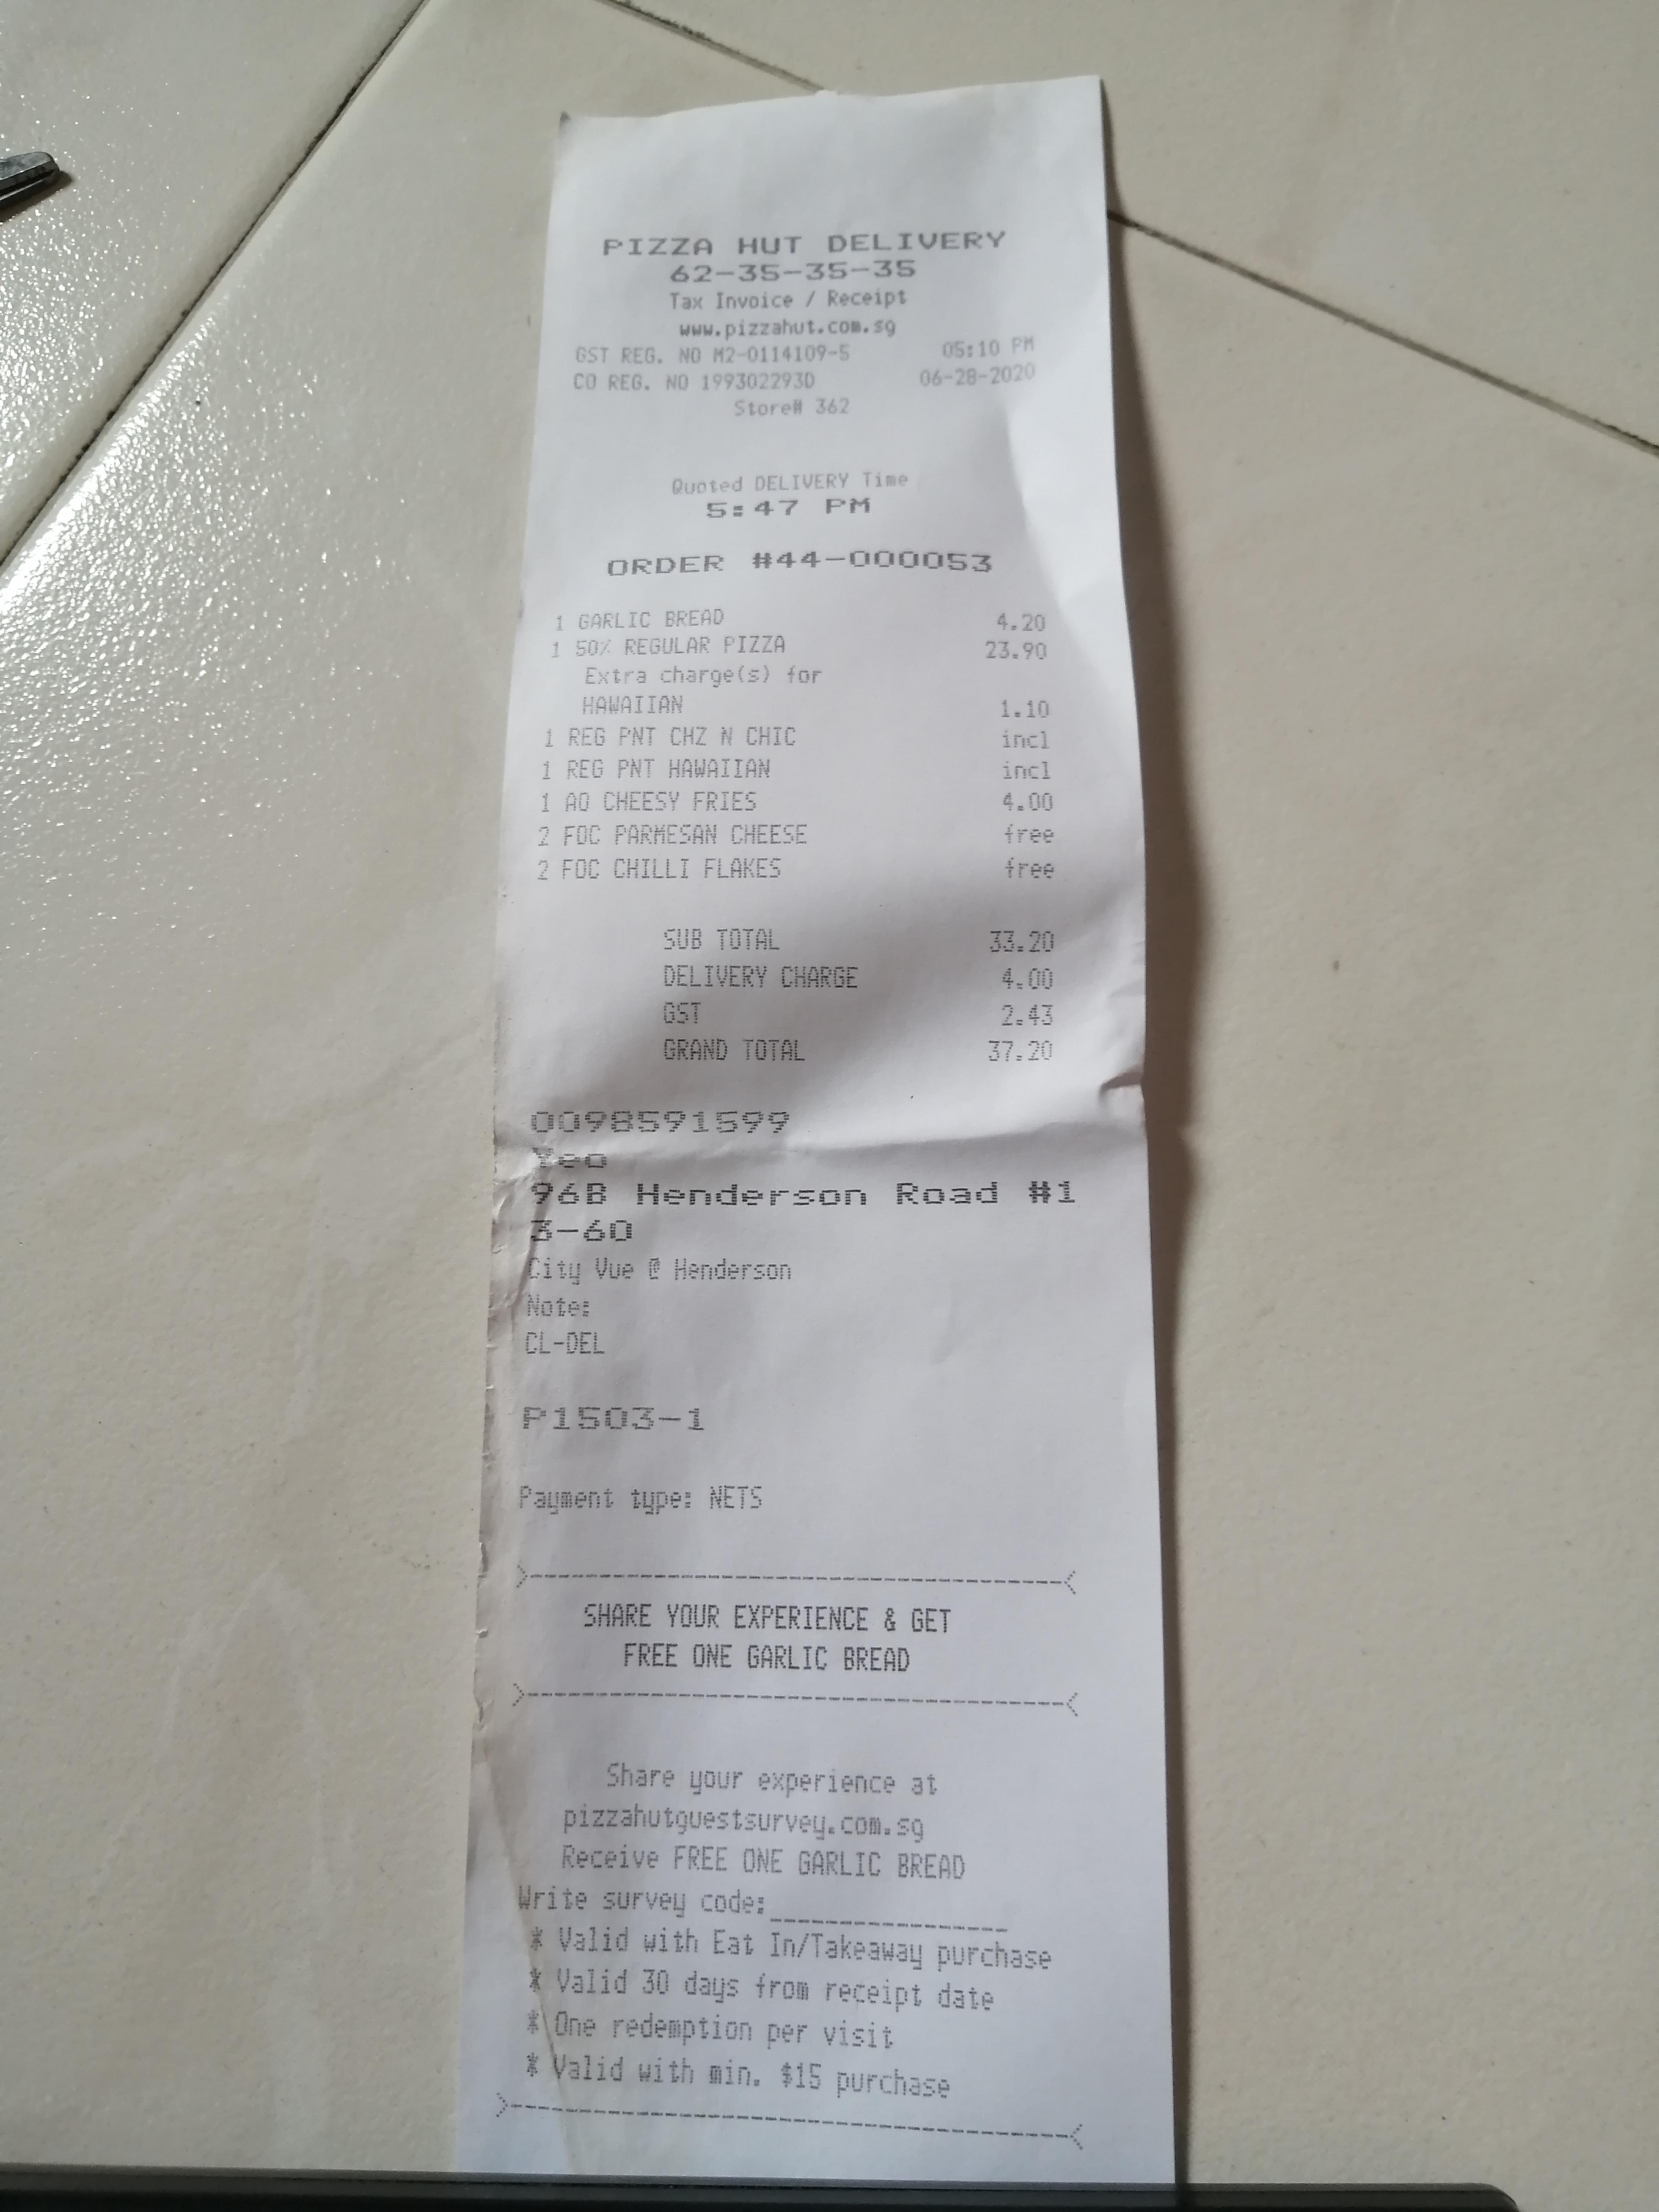 PIZZA HUT DELIVERY
62-35-35-35
Tax Invoice / Receipt
www.pizzahut.com.sg
GST REG. NO M2-0114109-5 05:10 PM
CO REG. NO 199302293D 06-28-2020
Store# 362
Quoted DELIVERY Time
5:47 PM
ORDER #44-000053
1 GARLIC BREAD 4.20
1 50% REGULAR PIZZA 23.90
Extra charge(s) for
HAWAIIAN 1.10
1 REG PNT CHZ N CHIC incl
1 REG PNT HAWAIIAN incl
1 AO CHEESY FRIES 4.00
2 FOC PARMESAN CHEESE free
2 FOC CHILLI FLAKES free
SUB TOTAL 33.20
DELIVERY CHARGE 4.00
GST 2.43
GRAND TOTAL 37.20
0098591599
Yeo
96B Henderson Road #1
3-60
City Vue @ Henderson
Note:
CL-DEL
P1503-1
Payment type: NETS
SHARE YOUR EXPERIENCE & GET
FREE ONE GARLIC BREAD
Share your experience at
pizzahutguestsurvey.com.sg
Receive FREE ONE GARLIC BREAD
Write survey code:____________
* Valid with Eat In/Takeaway purchase
* Valid 30 days from receipt date
* One redemption per visit
* Valid with min. $15 purchase